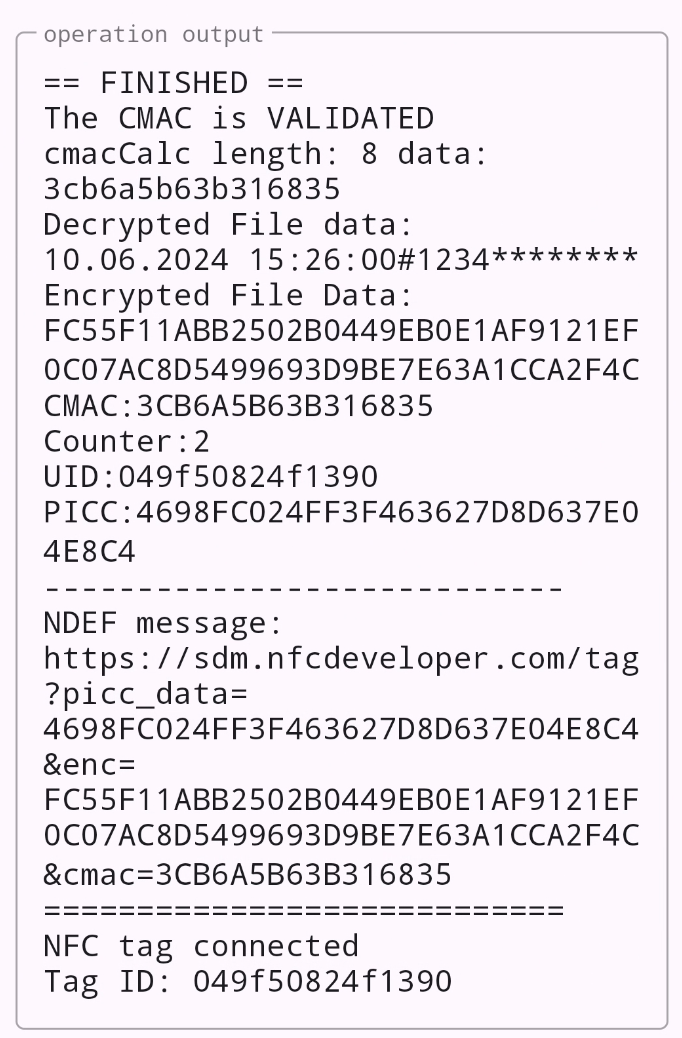 operation output
== FINISHED ==
The CMAC is VALIDATED
cmacCalc length: 8 data:
3cb6a5b63b316835
Decrypted File data:
10.06.2024 15:26:00#1234********
Encrypted File Data:
FC55F11ABB2502B0449EB0E1AF9121EF
0C07AC8D5499693D9BE7E63A1CCA2F4C
CMAC:3CB6A5B63B316835
Counter:2
UID:049f50824f1390
PICC:4698FC024FF3F463627D8D637E0
4E8C4
----------------------------
NDEF message:
https://sdm.nfcdeveloper.com/tag
?picc_data=
4698FC024FF3F463627D8D637E04E8C4
&enc=
FC55F11ABB2502B0449EB0E1AF9121EF
0C07AC8D5499693D9BE7E63A1CCA2F4C
&cmac=3CB6A5B63B316835
============================
NFC tag connected
Tag ID: 049f50824f1390